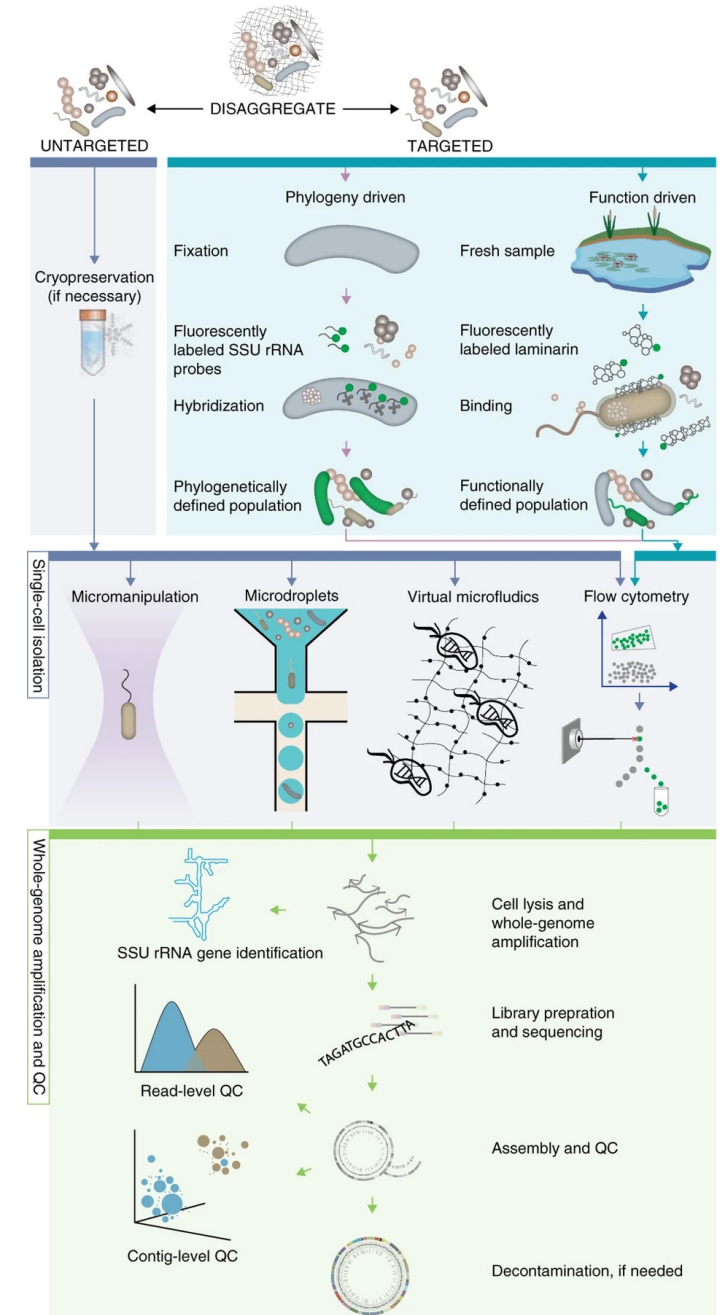 DISAGGREGATE
UNTARGETED
TARGETED
Phylogeny driven
Function driven
Fixation
Fresh sample
Cryopreservation
(if necessary)
Fluorescently
labeled SSU rRNA
probes
Fluorescently
labeled laminarin
Hybridization
Binding
Phylogenetically
defined population
Functionally
defined population
Single-cell isolation
Micromanipulation
Microdroplets
Virtual microfludics
Flow cytometry
Whole-genome amplification and QC
Cell lysis and
whole-genome
amplification
SSU rRNA gene identification
Library prepration
and sequencing
TAGATGCCACTTA
Read-level QC
Assembly and QC
Contig-level QC
Decontamination, if needed